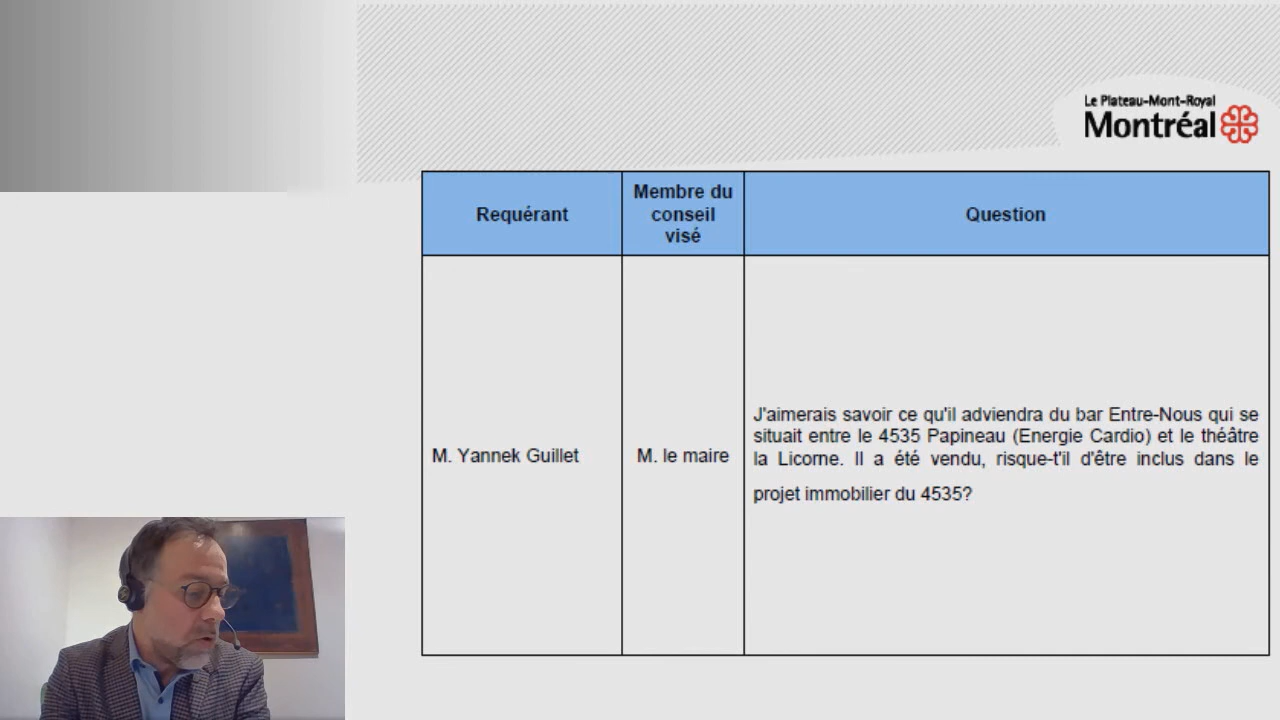 Le Plateau-Mont-Royal
Montréal
Requérant
Membre du
conseil
visé
Question
M. Yannek Guillet
M. le maire
J'aimerais savoir ce qu'il adviendra du bar Entre-Nous qui se
situait entre le 4535 Papineau (Energie Cardio) et le théâtre
la Licorne. Il a été vendu, risque-t'il d'être inclus dans le
projet immobilier du 4535?